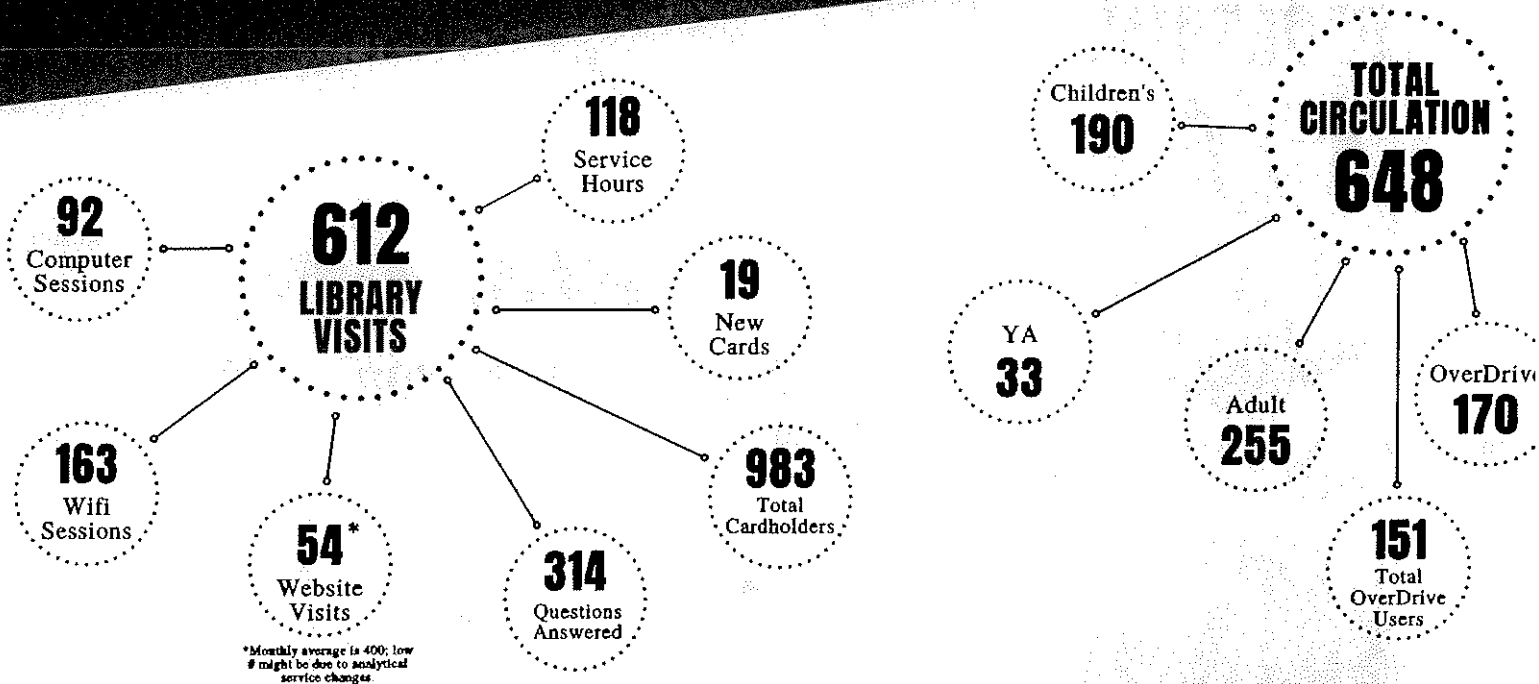 118
Service
Hours
92
Computer
Sessions
612
LIBRARY
VISITS
19
New
Cards
163
Wifi
Sessions
54*
Website
Visits
*Monthly average is 400; low
# might be due to analytical
service changes.
314
Questions
Answered
983
Total
Cardholders
TOTAL
CIRCULATION
648
Children's
190
YA
33
Adult
255
OverDrive
170
151
Total
OverDrive
Users